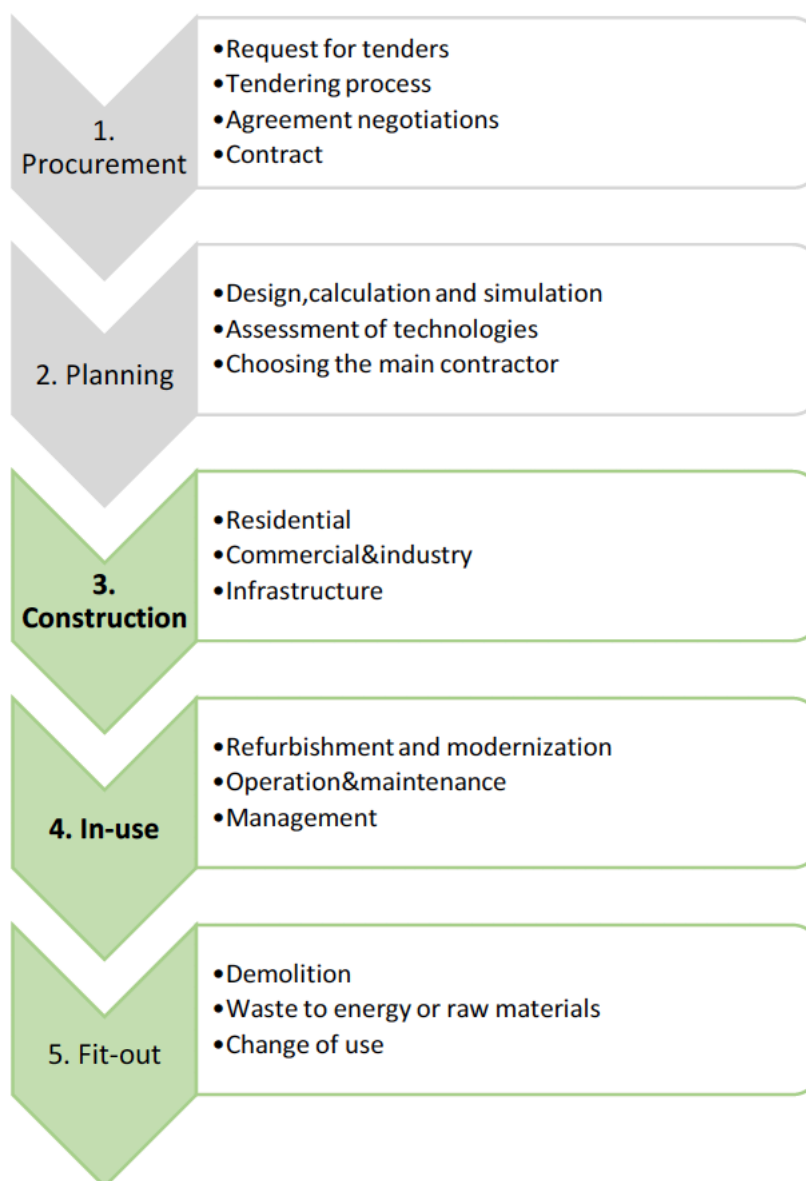 1.
Procurement
•Request for tenders
•Tendering process
•Agreement negotiations
•Contract
2. Planning
•Design,calculation and simulation
•Assessment of technologies
•Choosing the main contractor
3.
Construction
•Residential
•Commercial&industry
•Infrastructure
4. In-use
•Refurbishment and modernization
•Operation&maintenance
•Management
5. Fit-out
•Demolition
•Waste to energy or raw materials
•Change of use